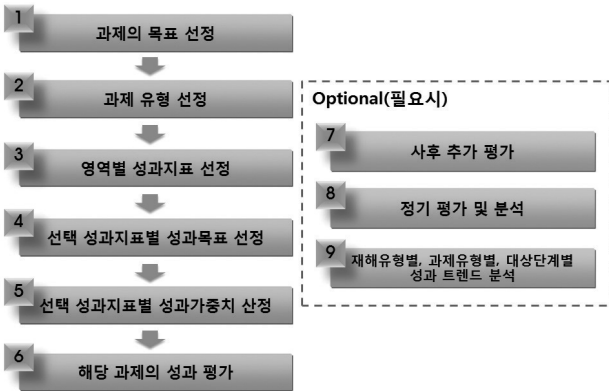 1
과제의 목표 선정
2
과제 유형 선정
3
영역별 성과지표 선정
4
선택 성과지표별 성과목표 선정
5
선택 성과지표별 성과가중치 산정
6
해당 과제의 성과 평가
Optional(필요시)
7
사후 추가 평가
8
정기 평가 및 분석
9
재해유형별, 과제유형별, 대상단계별
성과 트렌드 분석